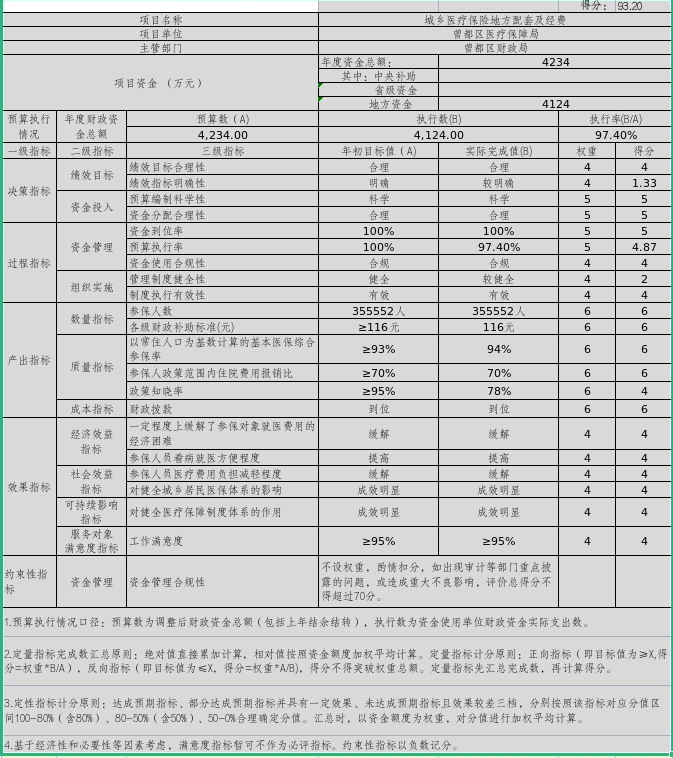 得分： 93.20
项目名称 城乡医疗保险地方配套及经费
项目单位 曾都区医疗保障局
主管部门 曾都区财政局
项目资金 （万元） 年度资金总额： 4234
其中：中央补助
省级资金
地方资金 4124
预算执行情况 年度财政资金总额 预算数（A） 执行数(B) 执行率(B/A)
4,234.00 4,124.00 97.40%
一级指标 二级指标 三级指标 年初目标值（A） 实际完成值(B) 权重 得分
决策指标 绩效目标 绩效目标合理性 合理 合理 4 4
绩效指标明确性 明确 较明确 4 1.33
资金投入 预算编制科学性 科学 科学 5 5
资金分配合理性 合理 合理 5 5
过程指标 资金管理 资金到位率 100% 100% 5 5
预算执行率 100% 97.40% 5 4.87
资金使用合规性 合规 合规 4 4
组织实施 管理制度健全性 健全 较健全 4 2
制度执行有效性 有效 有效 4 4
产出指标 数量指标 参保人数 355552人 355552人 6 6
各级财政补助标准(元) ≥116元 116元 6 6
质量指标 以常住人口为基数计算的基本医保综合
参保率 ≥93% 94% 6 6
参保人政策范围内住院费用报销比 ≥70% 70% 6 6
政策知晓率 ≥95% 78% 6 4
成本指标 财政拨款 到位 到位 6 6
效果指标 经济效益指标 一定程度上缓解了参保对象就医费用的
经济困难 缓解 缓解 4 4
参保人员看病就医方便程度 提高 提高 4 4
社会效益指标 参保人员医疗费用负担减轻程度 缓解 缓解 4 4
对健全城乡居民医保体系的影响 成效明显 成效明显 4 4
可持续影响指标 对健全医疗保障制度体系的作用 成效明显 成效明显 4 4
服务对象满意度指标 工作满意度 ≥95% ≥95% 4 4
约束性指标 资金管理 资金管理合规性 不设权重，酌情扣分，如出现审计等部门重点披
露的问题，或造成重大不良影响，评价总得分不
得超过70分。
1.预算执行情况口径：预算数为调整后财政资金总额（包括上年结余结转），执行数为资金使用单位财政资金实际支出数。
2.定量指标完成数汇总原则：绝对值直接累加计算，相对值按照资金额度加权平均计算。定量指标计分原则：正向指标（即目标值为≥X,得
分=权重*B/A），反向指标（即目标值为≤X，得分=权重*A/B)，得分不得突破权重总额。定量指标先汇总完成数，再计算得分。
3.定性指标计分原则：达成预期指标、部分达成预期指标并具有一定效果、未达成预期指标且效果较差三档，分别按照该指标对应分值区
间100-80%（含80%）、80-50%（含50%）、50-0%合理确定分值。汇总时，以资金额度为权重，对分值进行加权平均计算。
4.基于经济性和必要性等因素考虑，满意度指标暂可不作为必评指标。约束性指标以负数记分。